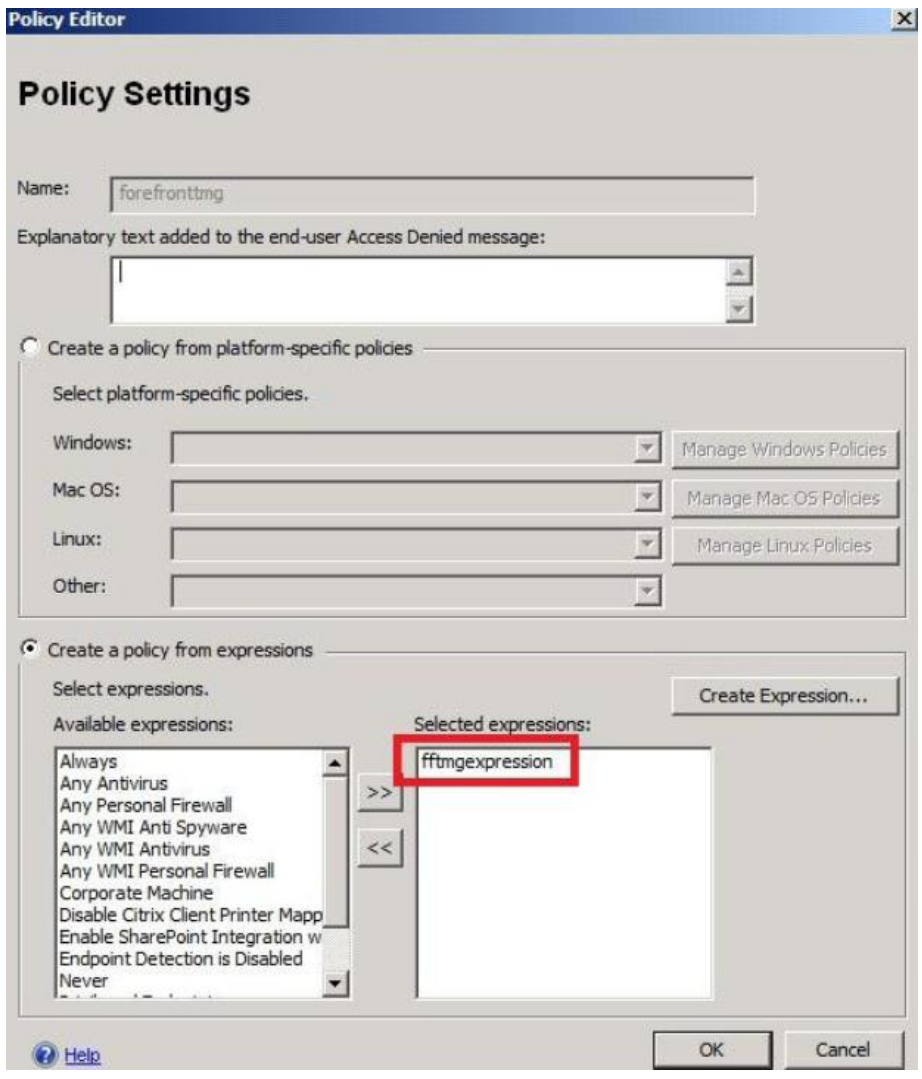 Policy Editor
Policy Settings
Name: forefronttmg
Explanatory text added to the end-user Access Denied message:
Create a policy from platform-specific policies
Select platform-specific policies.
Windows: Manage Windows Policies
Mac OS: Manage Mac OS Policies
Linux: Manage Linux Policies
Other:
Create a policy from expressions
Select expressions.
Create Expression...
Available expressions:
Always
Any Antivirus
Any Personal Firewall
Any WMI Anti Spyware
Any WMI Antivirus
Any WMI Personal Firewall
Corporate Machine
Disable Citrix Client Printer Mapp
Enable SharePoint Integration w
Endpoint Detection is Disabled
Never
>>
<<
Selected expressions:
fftmgexpression
Help
OK
Cancel